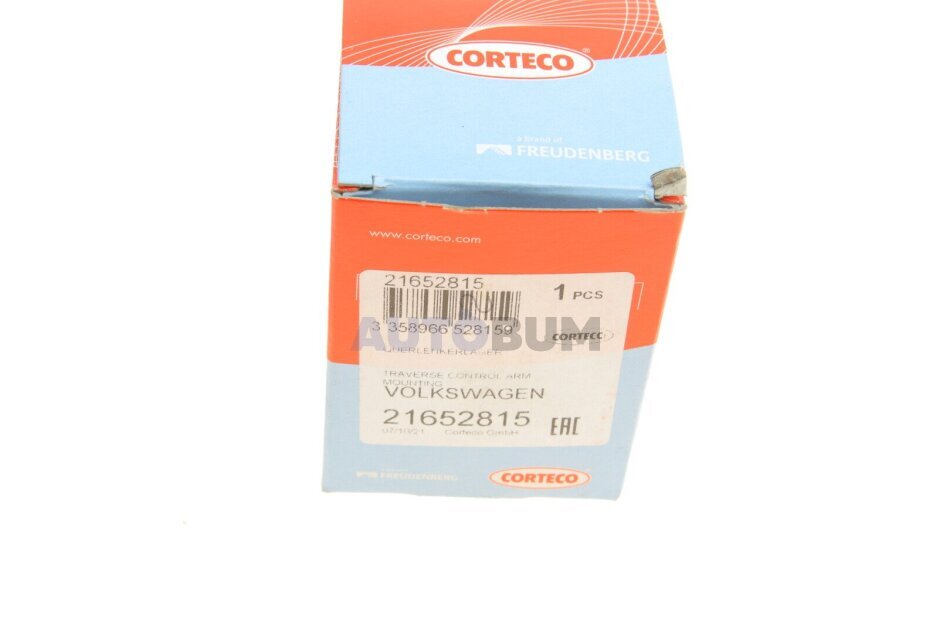 CORTECO
a brand of
FREUDENBERG
www.corteco.com
21652815
1 PCS
3 358966 528159
AUTOBUM
CORTECO
QUERLENKERLAGER
TRAVERSE CONTROL ARM
MOUNTING
VOLKSWAGEN
21652815
07/10/21 Corteco GmbH
EAC
FREUDENBERG
CORTECO